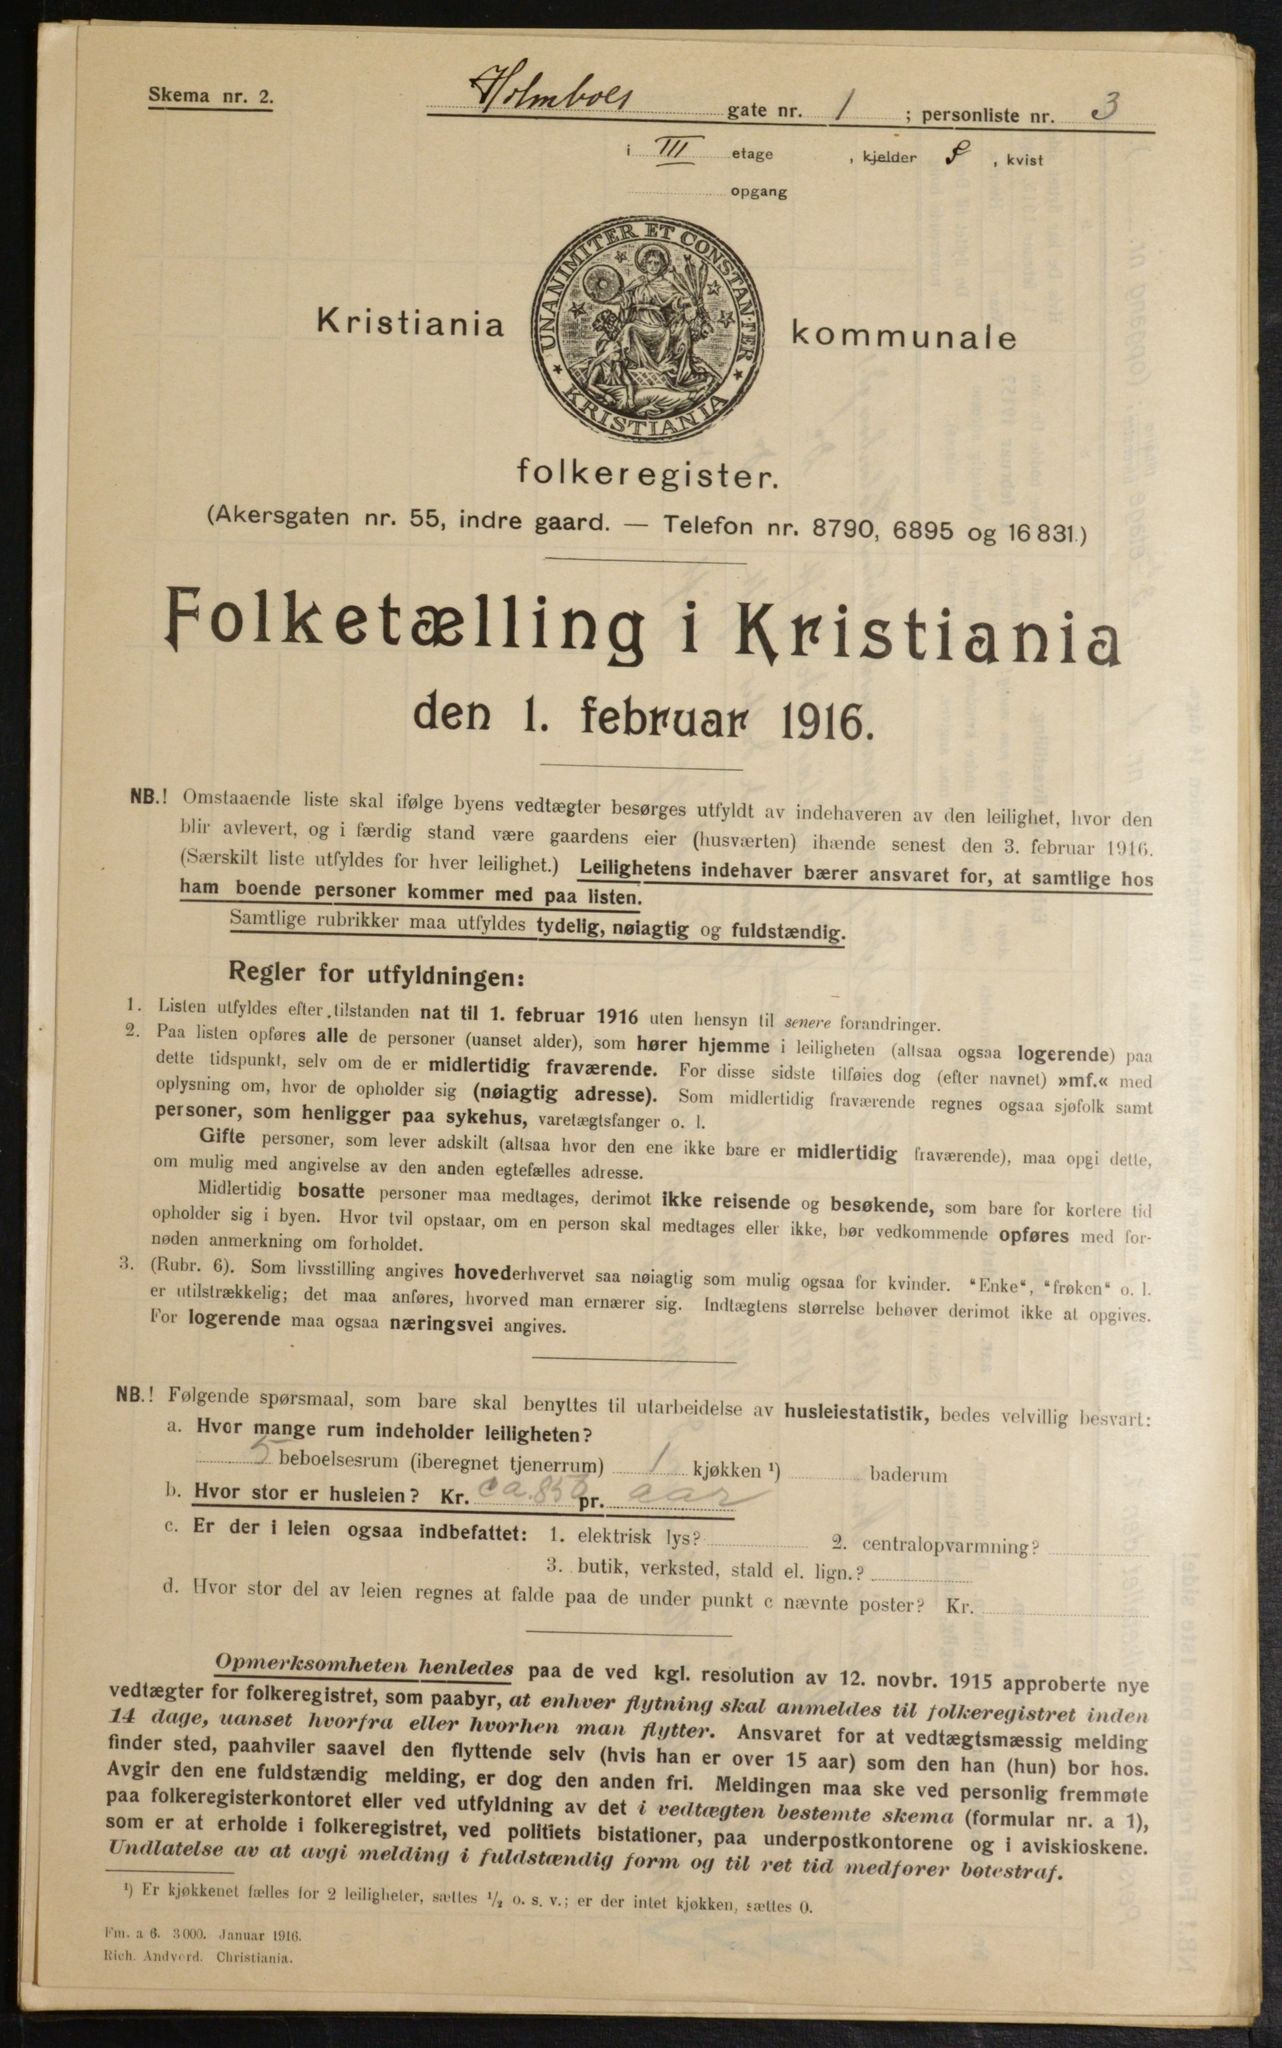 Skema nr. 2.
Holmboes gate nr. 1 ; personliste nr. 3
i III etage , kjelder , kvist
opgang
UNANIMITER ET CONSTANTER
KRISTIANIA
Kristiania kommunale
folkeregister.
(Akersgaten nr. 55, indre gaard. — Telefon nr. 8790, 6895 og 16 831.)
Folketælling i Kristiania
den 1. februar 1916.
NB.! Omstaaende liste skal ifølge byens vedtægter besørges utfyldt av indehaveren av den leilighet, hvor den
blir avlevert, og i færdig stand være gaardens eier (husværten) ihænde senest den 3. februar 1916.
(Særskilt liste utfyldes for hver leilighet.) Leilighetens indehaver bærer ansvaret for, at samtlige hos
ham boende personer kommer med paa listen.
Samtlige rubrikker maa utfyldes tydelig, nøiagtig og fuldstændig.
Regler for utfyldningen:
1. Listen utfyldes efter tilstanden nat til 1. februar 1916 uten hensyn til senere forandringer.
2. Paa listen opføres alle de personer (uanset alder), som hører hjemme i leiligheten (altsaa ogsaa logerende) paa
dette tidspunkt, selv om de er midlertidig fraværende. For disse sidste tilføies dog (efter navnet) »mf.« med
oplysning om, hvor de opholder sig (nøiagtig adresse). Som midlertidig fraværende regnes ogsaa sjøfolk samt
personer, som henligger paa sykehus, varetægtsfanger o. l.
Gifte personer, som lever adskilt (altsaa hvor den ene ikke bare er midlertidig fraværende), maa opgi dette,
om mulig med angivelse av den anden egtefælles adresse.
Midlertidig bosatte personer maa medtages, derimot ikke reisende og besøkende, som bare for kortere tid
opholder sig i byen. Hvor tvil opstaar, om en person skal medtages eller ikke, bør vedkommende opføres med for-
nøden anmerkning om forholdet.
3. (Rubr. 6). Som livsstilling angives hovederhvervet saa nøiagtig som mulig ogsaa for kvinder. "Enke", "frøken" o. l.
er utilstrækkelig; det maa anføres, hvorved man ernærer sig. Indtægtens størrelse behøver derimot ikke at opgives.
For logerende maa ogsaa næringsvei angives.
NB.! Følgende spørsmaal, som bare skal benyttes til utarbeidelse av husleiestatistik, bedes velvillig besvart:
a. Hvor mange rum indeholder leiligheten?
5 beboelsesrum (iberegnet tjenerrum) 1 kjøkken ¹) baderum
b. Hvor stor er husleien? Kr. ca. 850 pr. aar
c. Er der i leien ogsaa indbefattet: 1. elektrisk lys? 2. centralopvarmning?
3. butik, verksted, stald el. lign.?
d. Hvor stor del av leien regnes at falde paa de under punkt c nævnte poster? Kr.
Opmerksomheten henledes paa de ved kgl. resolution av 12. novbr. 1915 approberte nye
vedtægter for folkeregistret, som paabyr, at enhver flytning skal anmeldes til folkeregistret inden
14 dage, uanset hvorfra eller hvorhen man flytter. Ansvaret for at vedtægtsmæssig melding
finder sted, paahviler saavel den flyttende selv (hvis han er over 15 aar) som den han (hun) bor hos.
Avgir den ene fuldstændig melding, er dog den anden fri. Meldingen maa ske ved personlig fremmøte
paa folkeregisterkontoret eller ved utfyldning av det i vedtægten bestemte skema (formular nr. a 1),
som er at erholde i folkeregistret, ved politiets bistationer, paa underpostkontorene og i aviskioskene.
Undlatelse av at avgi melding i fuldstændig form og til ret tid medfører bøtestraf.
¹) Er kjøkkenet fælles for 2 leiligheter, sættes ½ o. s. v.; er der intet kjøkken, sættes 0.
Fm. a 6. 3 000. Januar 1916.
Rich. Andvord. Christiania.